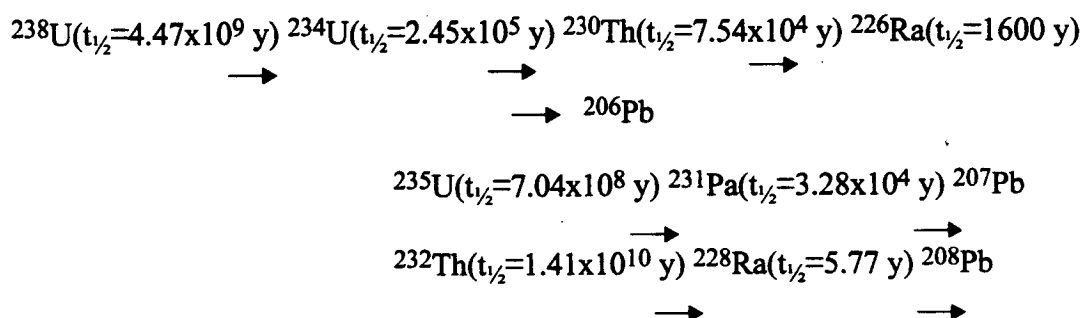 ²³⁸U(t½=4.47x10⁹ y) ²³⁴U(t½=2.45x10⁵ y) ²³⁰Th(t½=7.54x10⁴ y) ²²⁶Ra(t½=1600 y)
→ → →
→ ²⁰⁶Pb
²³⁵U(t½=7.04x10⁸ y) ²³¹Pa(t½=3.28x10⁴ y) ²⁰⁷Pb
→ →
²³²Th(t½=1.41x10¹⁰ y) ²²⁸Ra(t½=5.77 y) ²⁰⁸Pb
→ →